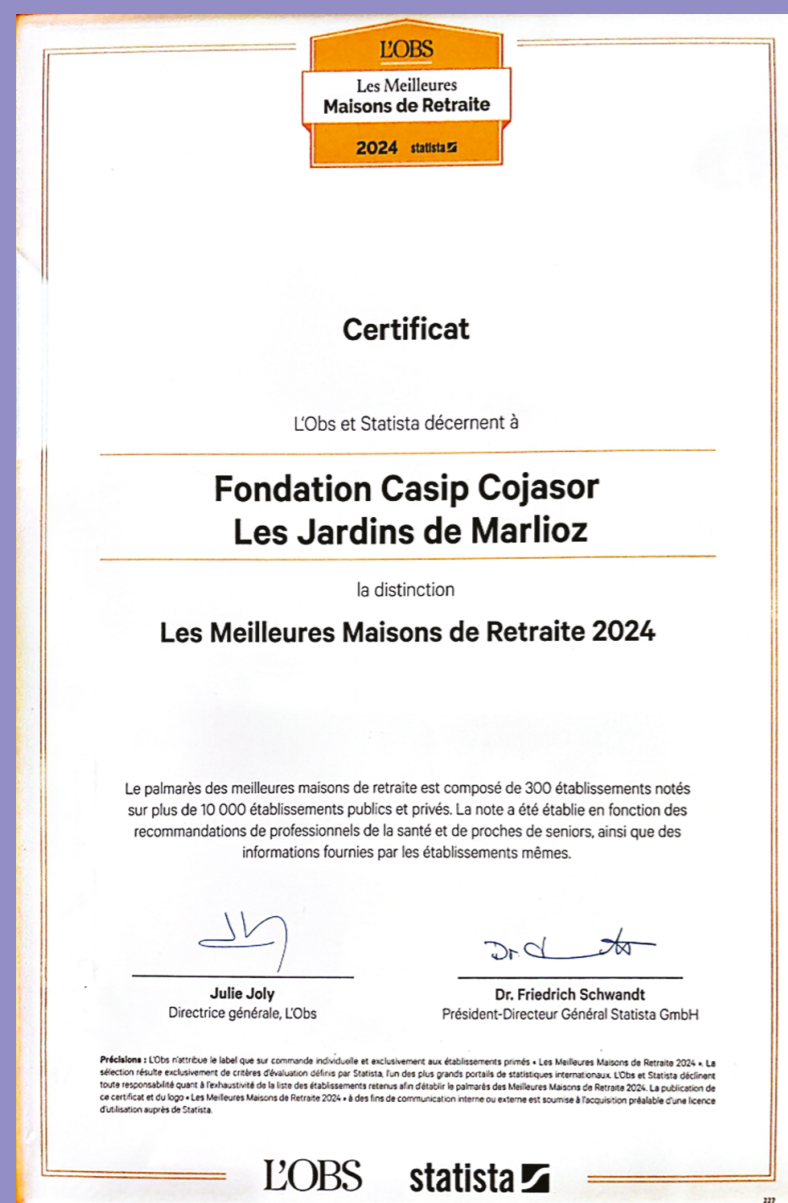 L'OBS
Les Meilleures
Maisons de Retraite
2024 statista
Certificat
L'Obs et Statista décernent à
Fondation Casip Cojasor
Les Jardins de Marlioz
la distinction
Les Meilleures Maisons de Retraite 2024
Le palmarès des meilleures maisons de retraite est composé de 300 établissements notés
sur plus de 10 000 établissements publics et privés. La note a été établie en fonction des
recommandations de professionnels de la santé et de proches de seniors, ainsi que des
informations fournies par les établissements mêmes.
Dr.
Julie Joly
Directrice générale, L'Obs
Dr. Friedrich Schwandt
Président-Directeur Général Statista GmbH
Précisions : L'Obs n'attribue le label que sur commande individuelle et exclusivement aux établissements primés « Les Meilleures Maisons de Retraite 2024 ». La
sélection résulte exclusivement de critères d'évaluation définis par Statista, l'un des plus grands portails de statistiques internationaux. L'Obs et Statista déclinent
toute responsabilité quant à l'exhaustivité de la liste des établissements retenus afin d'établir le palmarès des Meilleures Maisons de Retraite 2024. La publication de
ce certificat et du logo « Les Meilleures Maisons de Retraite 2024 » à des fins de communication interne ou externe est soumise à l'acquisition préalable d'une licence
d'utilisation auprès de Statista.
L'OBS statista
227